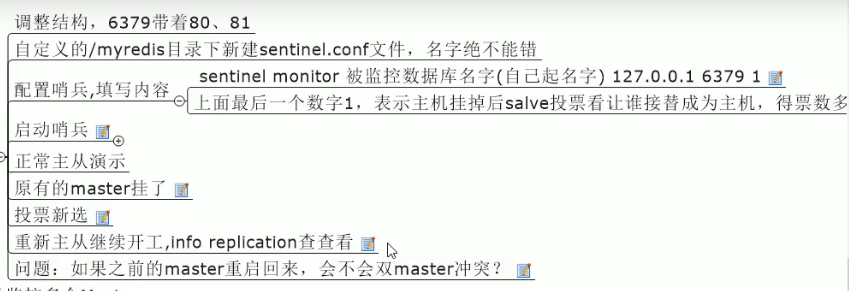 调整结构，6379带着80、81
自定义的/myredis目录下新建sentinel.conf文件，名字绝不能错
配置哨兵,填写内容
sentinel monitor 被监控数据库名字(自己起名字) 127.0.0.1 6379 1
上面最后一个数字1，表示主机挂掉后salve投票看让谁接替成为主机，得票数多
启动哨兵
正常主从演示
原有的master挂了
投票新选
重新主从继续开工,info replication查查看
问题：如果之前的master重启回来，会不会双master冲突？